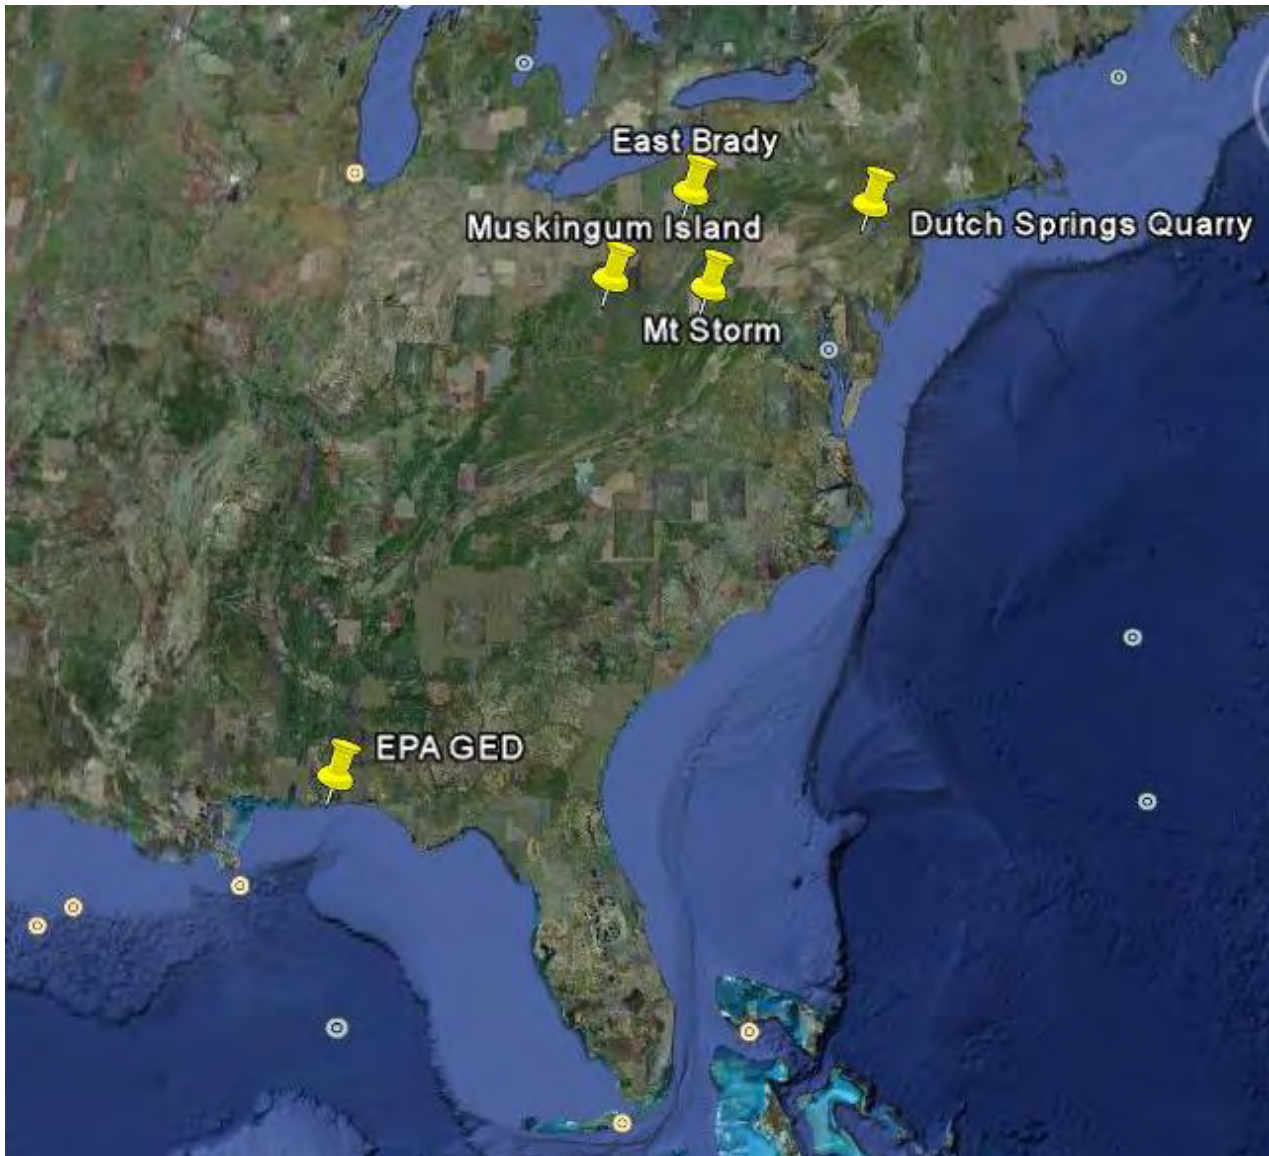 East Brady
Muskingum Island
Dutch Springs Quarry
Mt Storm
EPA GED